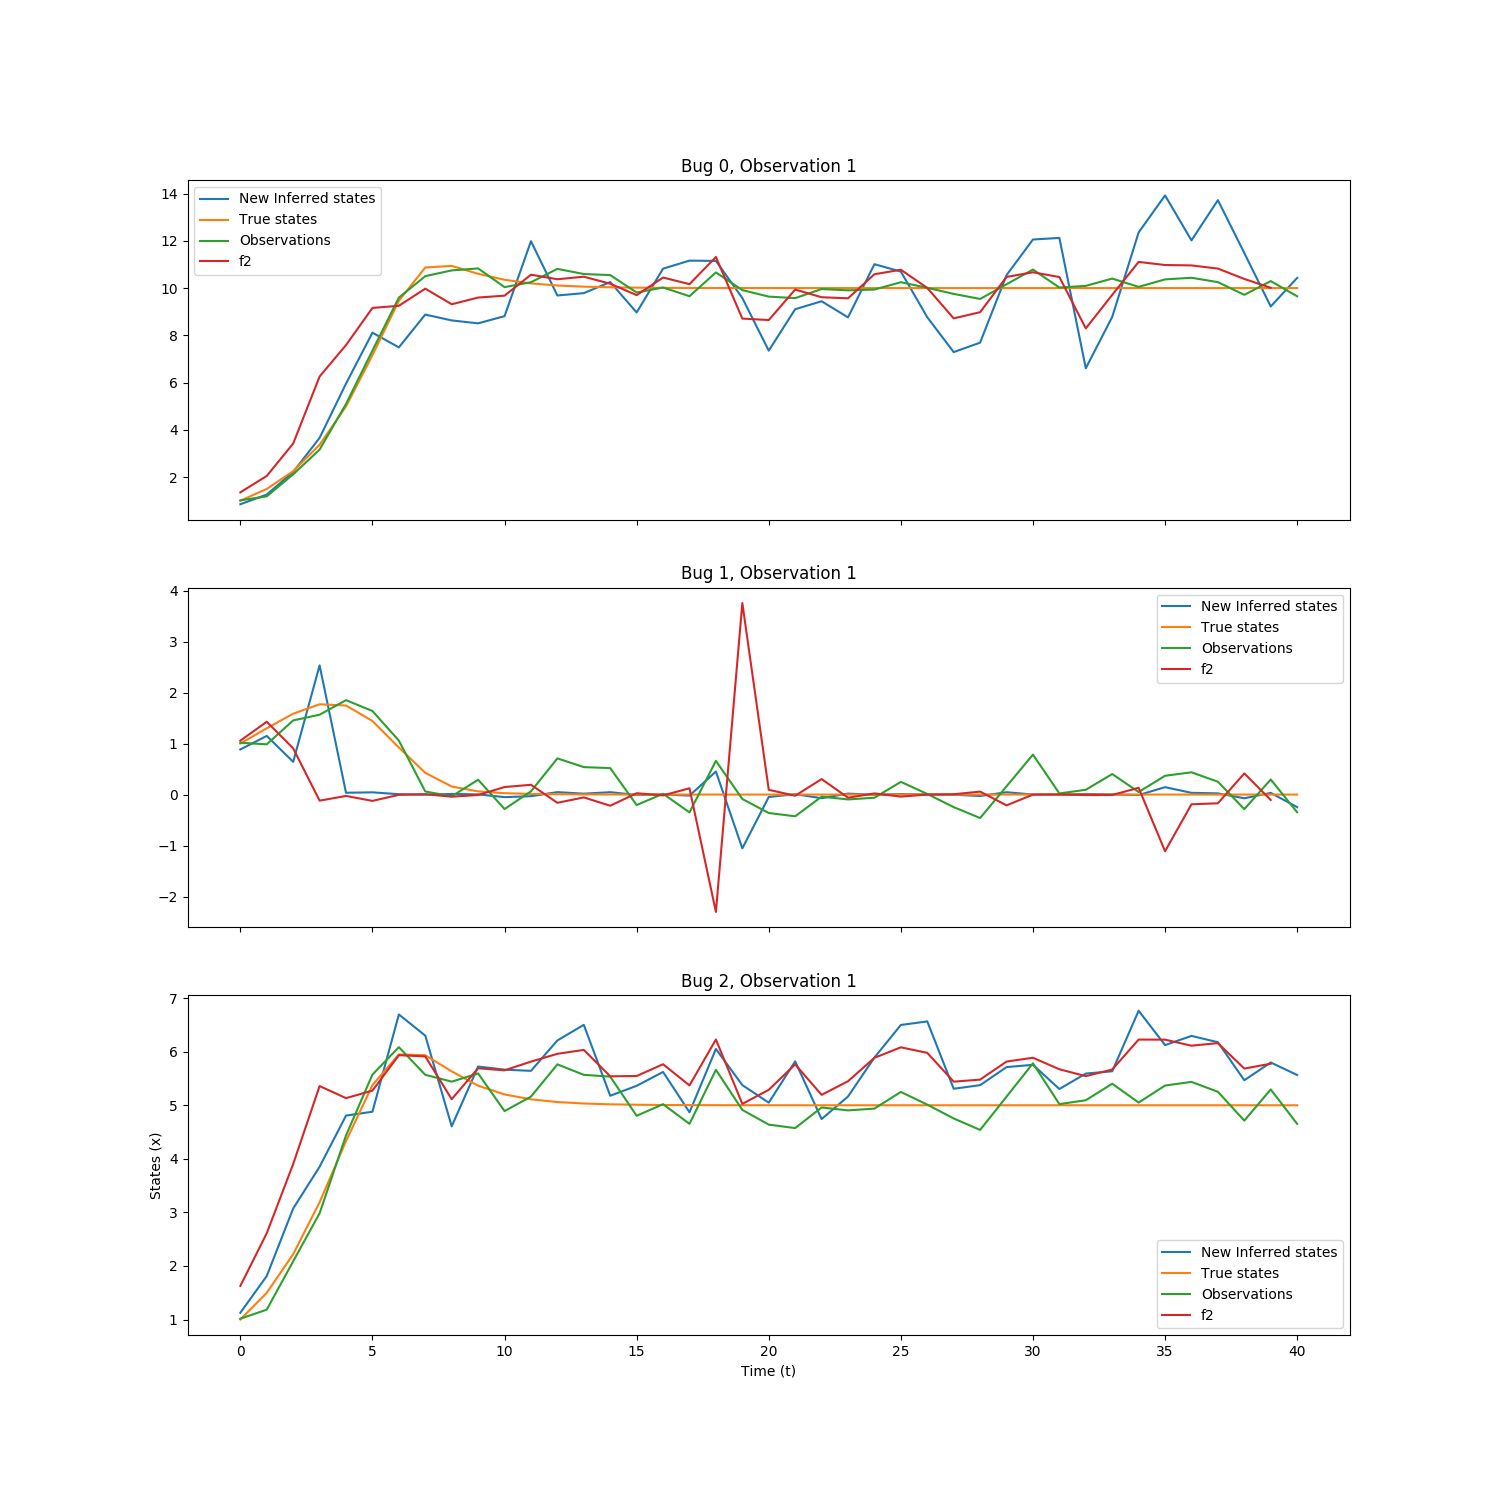 Bug 0, Observation 1
14
12
10
8
6
4
2
New Inferred states
True states
Observations
f2
Bug 1, Observation 1
4
3
2
1
0
−1
−2
New Inferred states
True states
Observations
f2
Bug 2, Observation 1
7
6
5
4
3
2
1
States (x)
New Inferred states
True states
Observations
f2
0 5 10 15 20 25 30 35 40
Time (t)